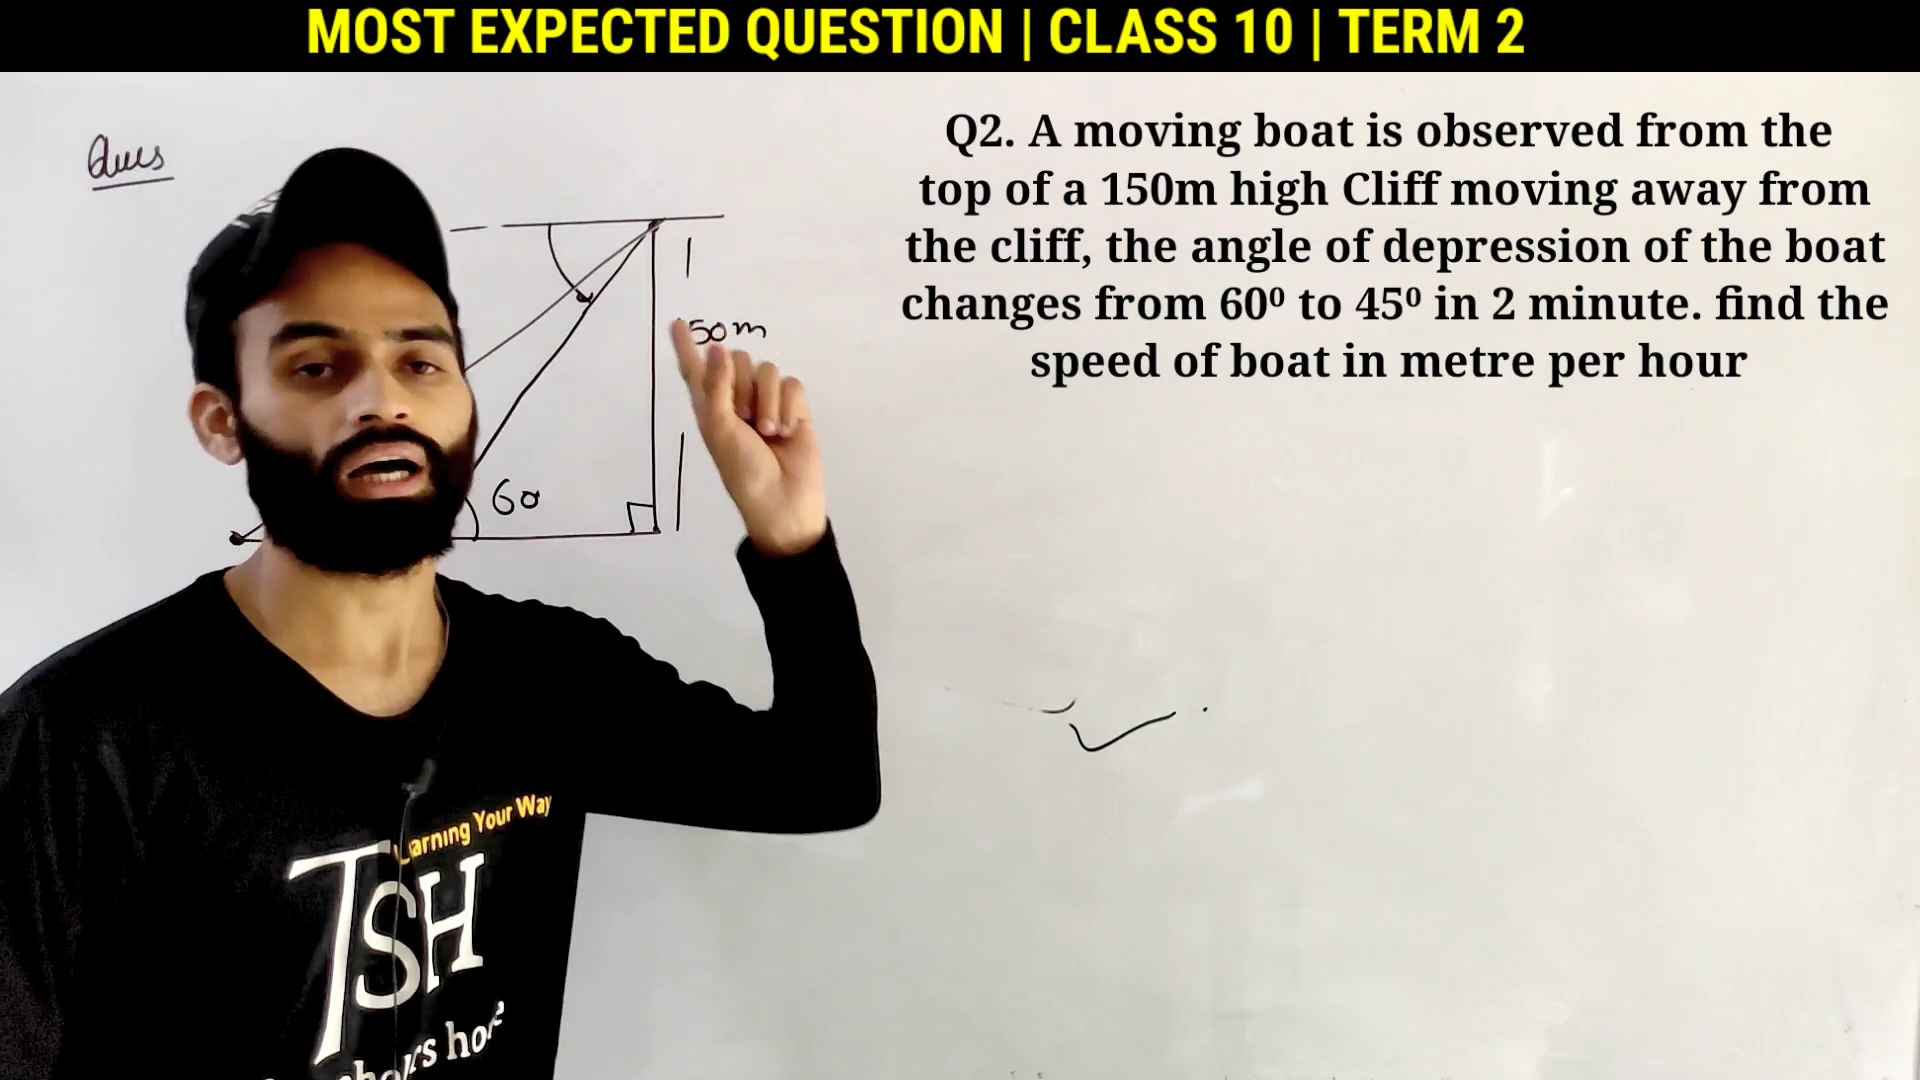 MOST EXPECTED QUESTION | CLASS 10 | TERM 2
Ques
Q2. A moving boat is observed from the
top of a 150m high Cliff moving away from
the cliff, the angle of depression of the boat
changes from 60⁰ to 45⁰ in 2 minute. find the
speed of boat in metre per hour
50m
60
Learning Your Way
TSH